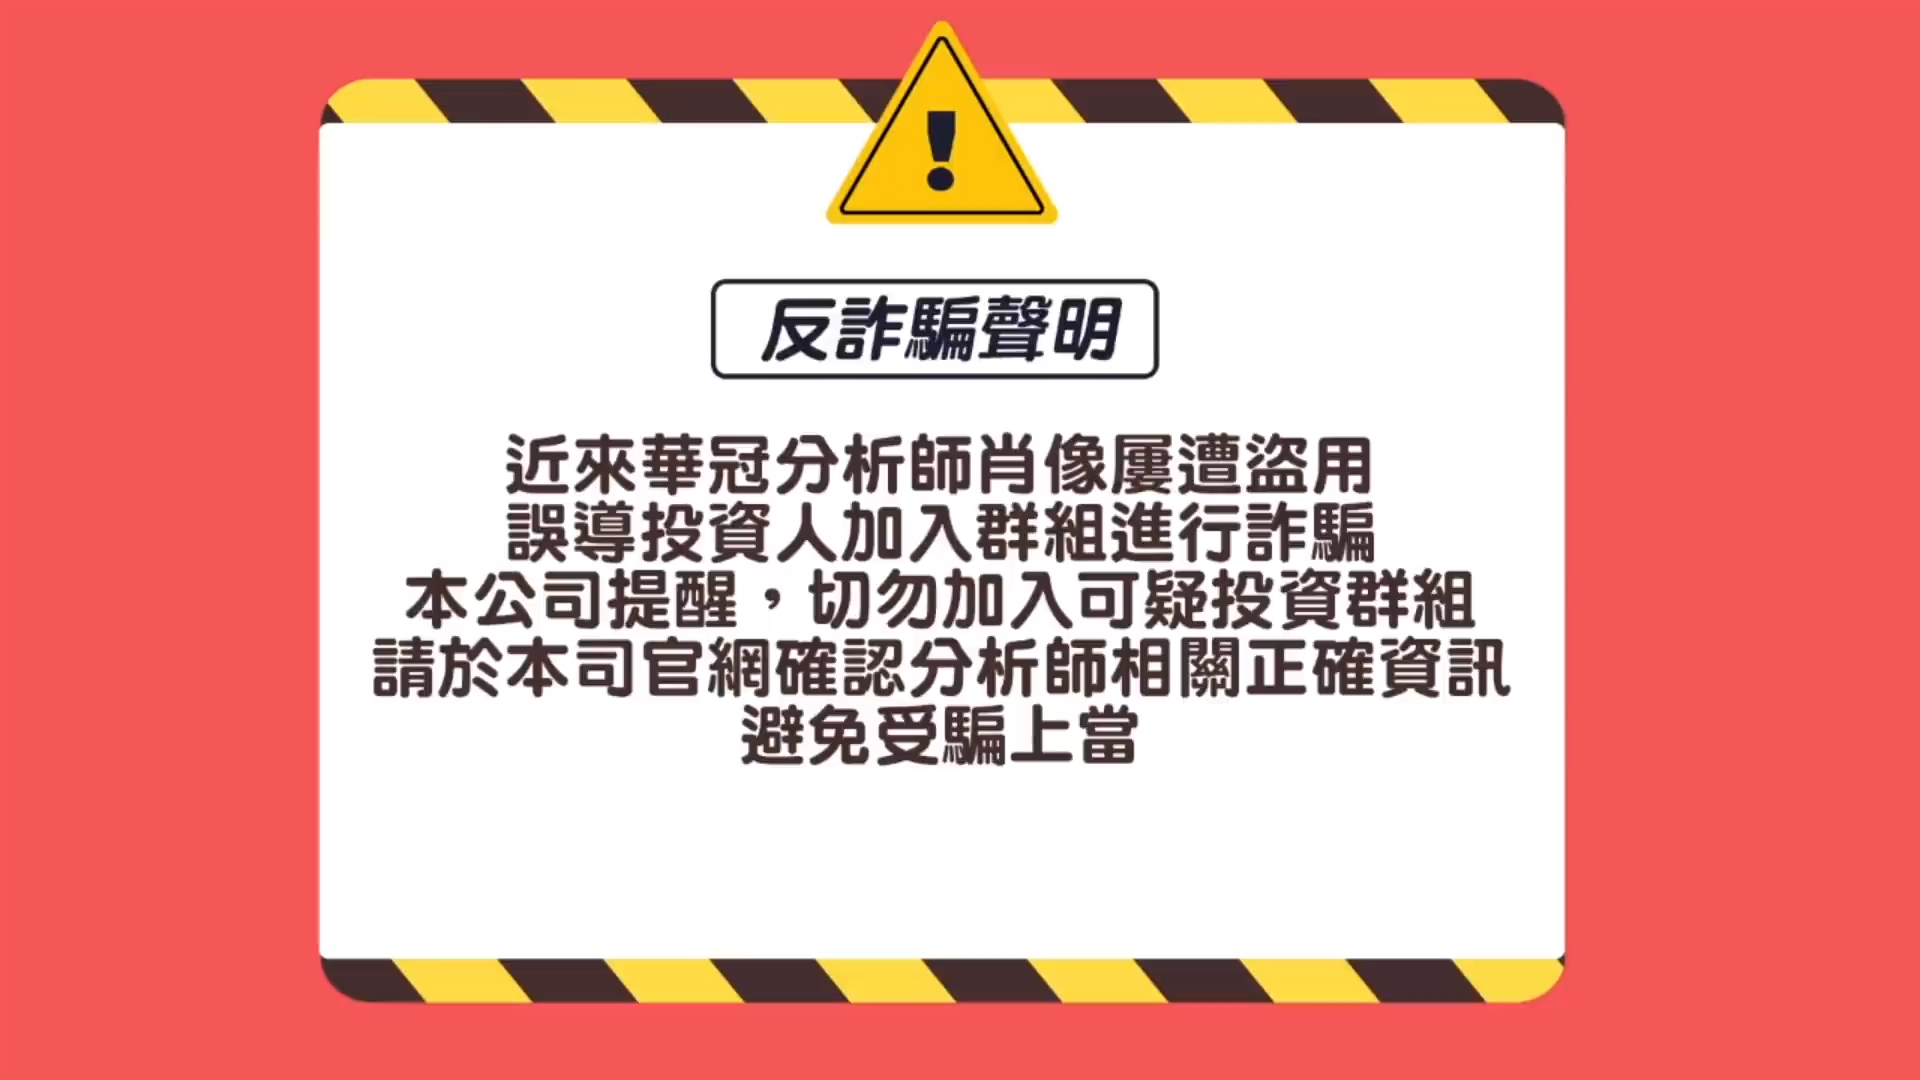 反詐騙聲明
近來華冠分析師肖像屢遭盜用
誤導投資人加入群組進行詐騙
本公司提醒，切勿加入可疑投資群組
請於本司官網確認分析師相關正確資訊
避免受騙上當